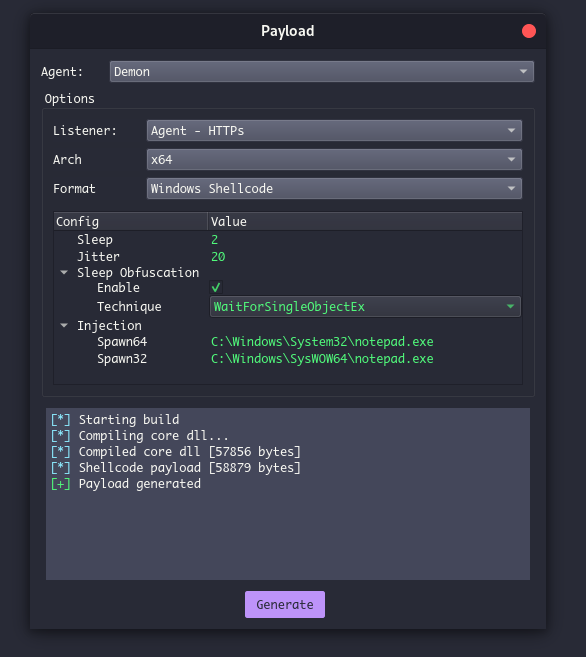 Payload
Agent: Demon
Options
Listener: Agent - HTTPs
Arch x64
Format Windows Shellcode
Config Value
Sleep 2
Jitter 20
Sleep Obfuscation
Enable ✓
Technique WaitForSingleObjectEx
Injection
Spawn64 C:\Windows\System32\notepad.exe
Spawn32 C:\Windows\SysWOW64\notepad.exe
[*] Starting build
[*] Compiling core dll...
[*] Compiled core dll [57856 bytes]
[*] Shellcode payload [58879 bytes]
[+] Payload generated
Generate